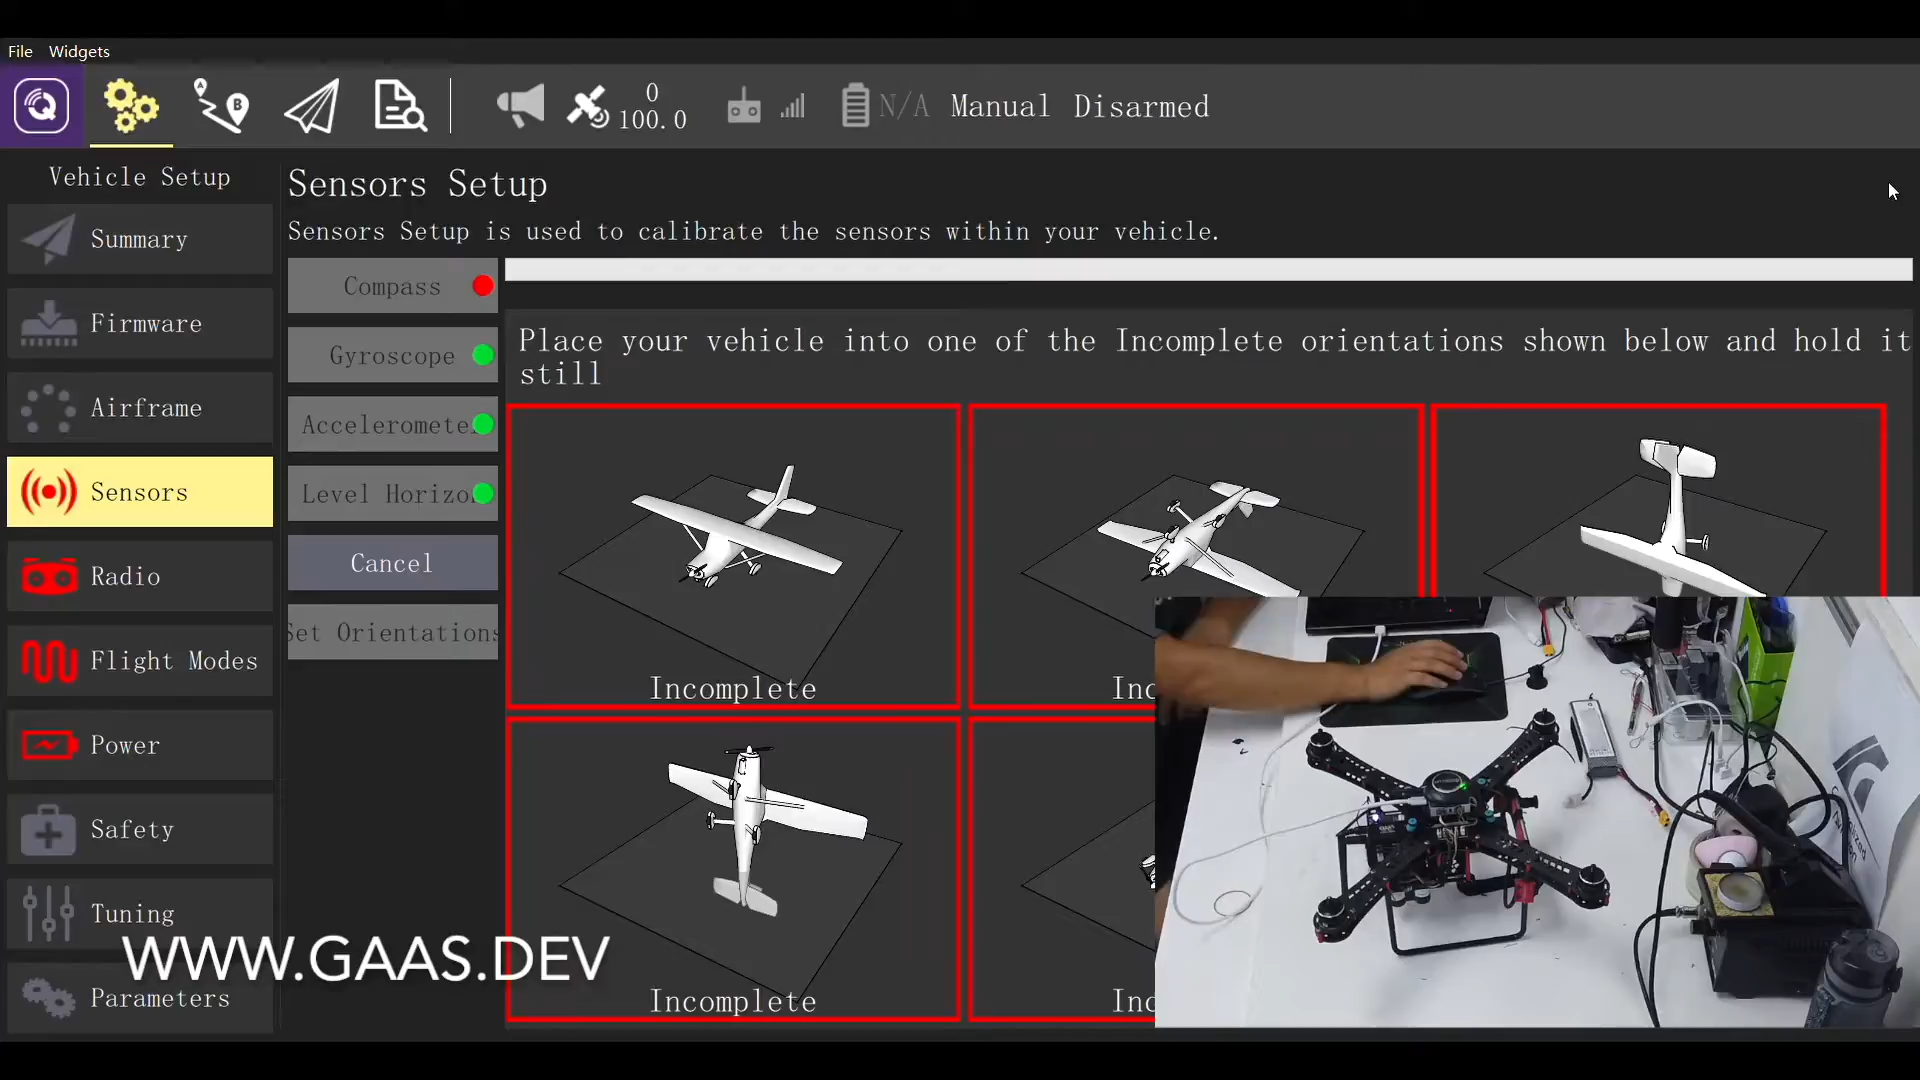 File Widgets
0
100.0
N/A Manual Disarmed
Vehicle Setup
Summary
Firmware
Airframe
Sensors
Radio
Flight Modes
Power
Safety
Tuning
Parameters
Sensors Setup
Sensors Setup is used to calibrate the sensors within your vehicle.
Compass
Gyroscope
Accelerometer
Level Horizon
Cancel
Set Orientations
Place your vehicle into one of the Incomplete orientations shown below and hold it
still
Incomplete
Inc
Incomplete
Inc
WWW.GAAS.DEV